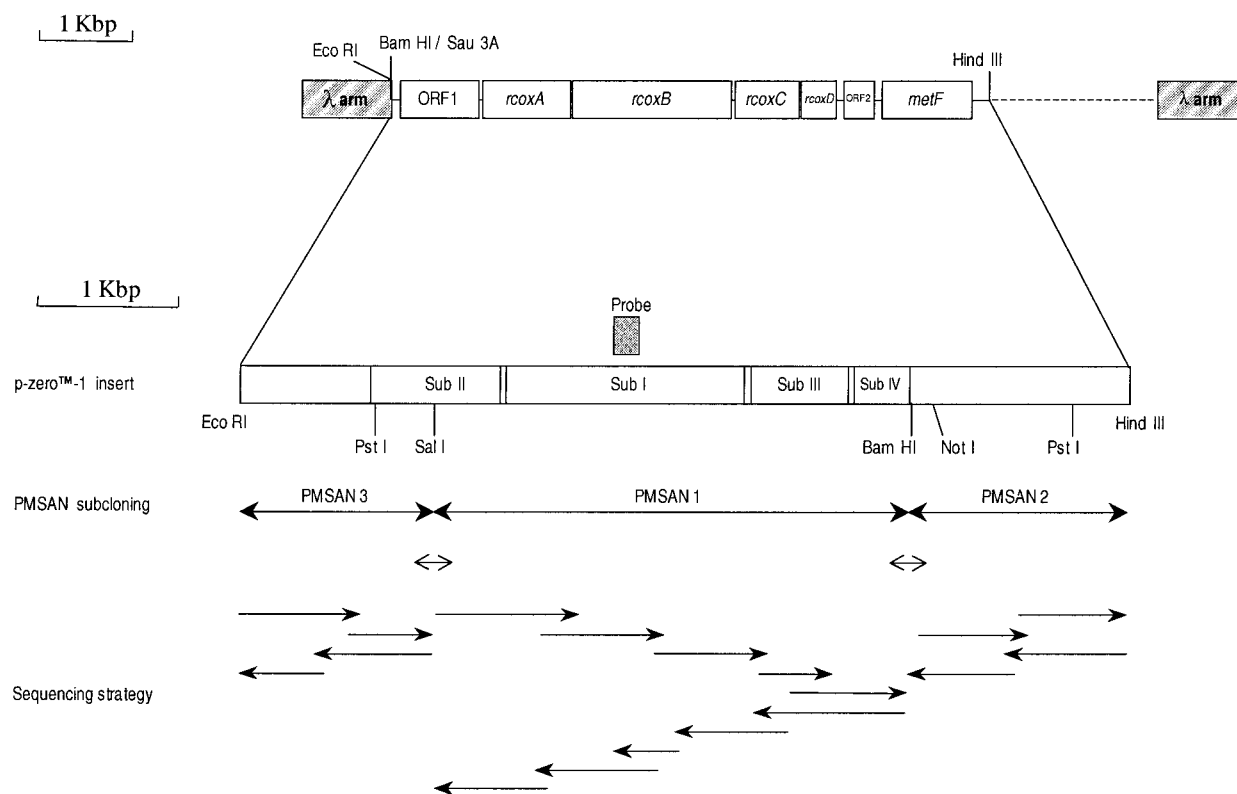 1 Kbp
Eco RI
Bam HI / Sau 3A
Hind III
λ arm
ORF1
rcoxA
rcoxB
rcoxC
rcoxD
ORF2
metF
λ arm
1 Kbp
Probe
p-zero™-1 insert
Sub II
Sub I
Sub III
Sub IV
Eco RI
Pst I
Sal I
Bam HI
Not I
Pst I
Hind III
PMSAN subcloning
PMSAN 3
PMSAN 1
PMSAN 2
Sequencing strategy